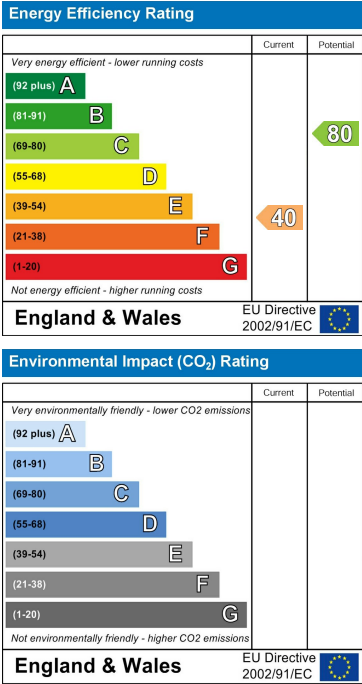 Energy Efficiency Rating
Current Potential
Very energy efficient - lower running costs
(92 plus) A
(81-91) B
(69-80) C
80
(55-68) D
(39-54) E
40
(21-38) F
(1-20) G
Not energy efficient - higher running costs
England & Wales
EU Directive
2002/91/EC
Environmental Impact (CO₂) Rating
Current Potential
Very environmentally friendly - lower CO2 emissions
(92 plus) A
(81-91) B
(69-80) C
(55-68) D
(39-54) E
(21-38) F
(1-20) G
Not environmentally friendly - higher CO2 emissions
England & Wales
EU Directive
2002/91/EC